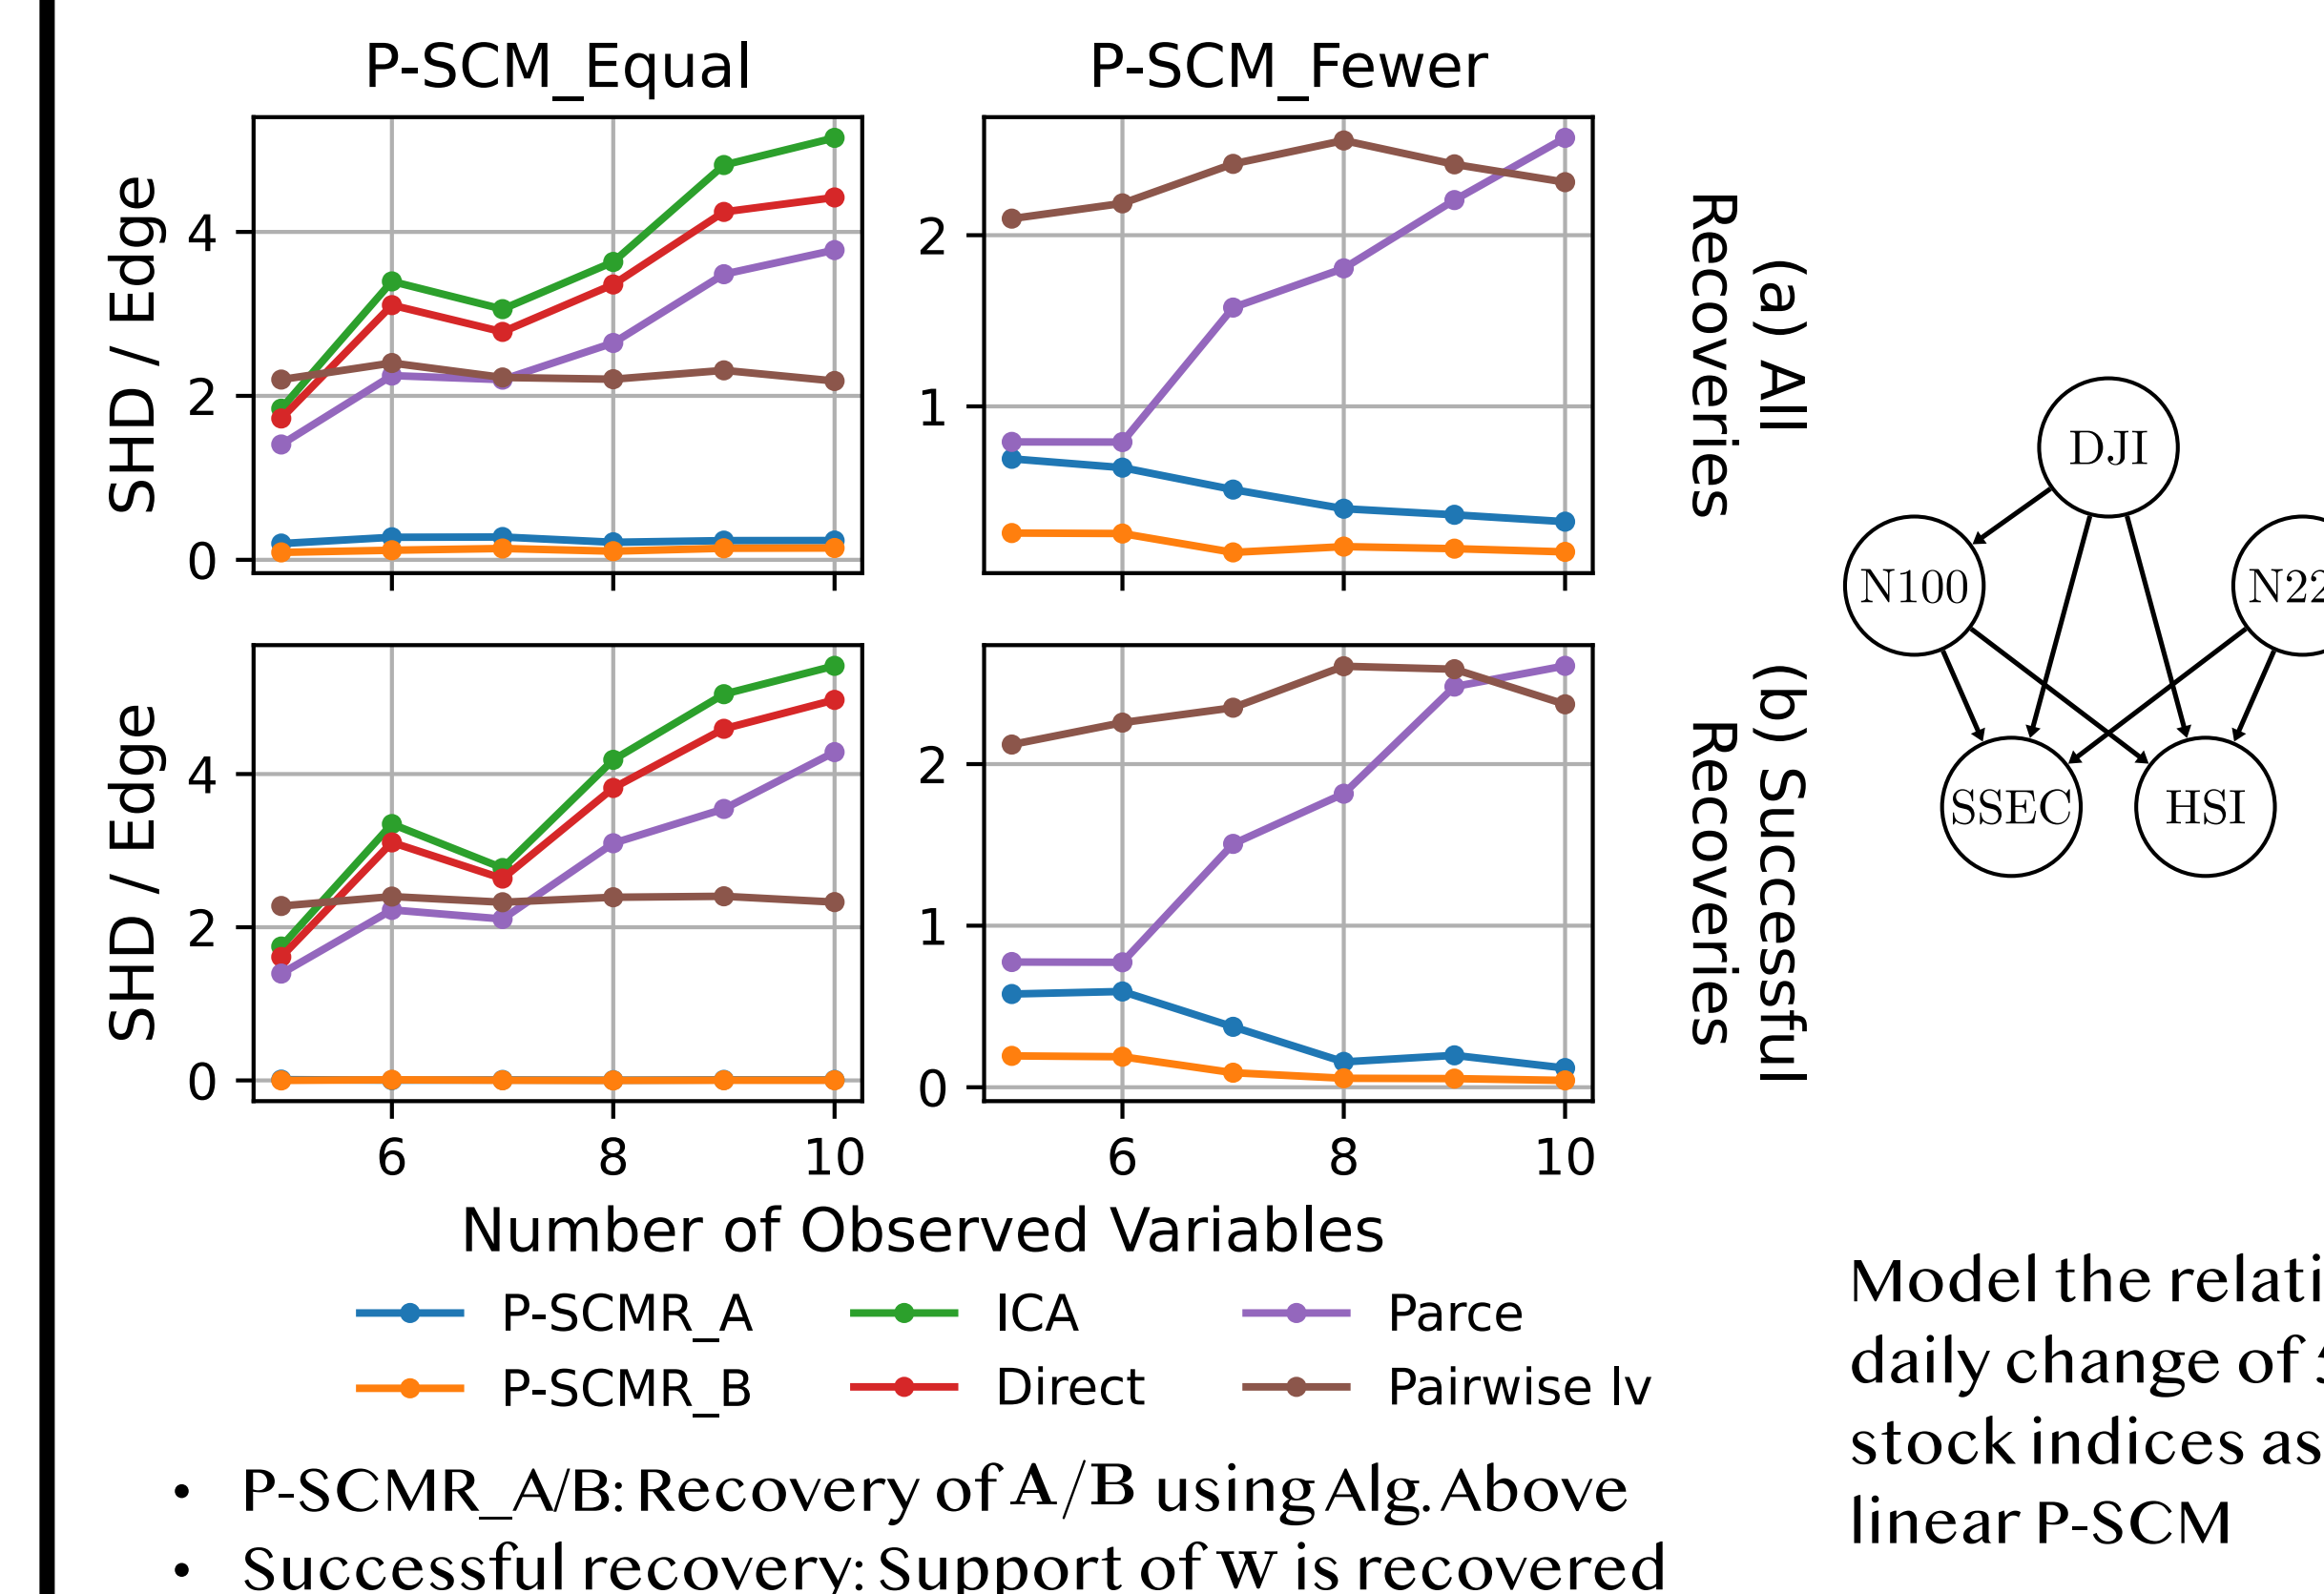 P-SCM_Equal
P-SCM_Fewer
SHD / Edge
4
2
0
2
1
(a) All
Recoveries
SHD / Edge
4
2
0
2
1
0
(b) Successful
Recoveries
6
8
10
6
8
10
Number of Observed Variables
P-SCMR_A
ICA
Parce
P-SCMR_B
Direct
Pairwise lv
• P-SCMR_A/B: Recovery of A/B using Alg. Above
• Successful recovery: Support of W is recovered
DJI
N100
N22
SSEC
HSI
Model the relati
daily change of
stock indices as
linear P-SCM